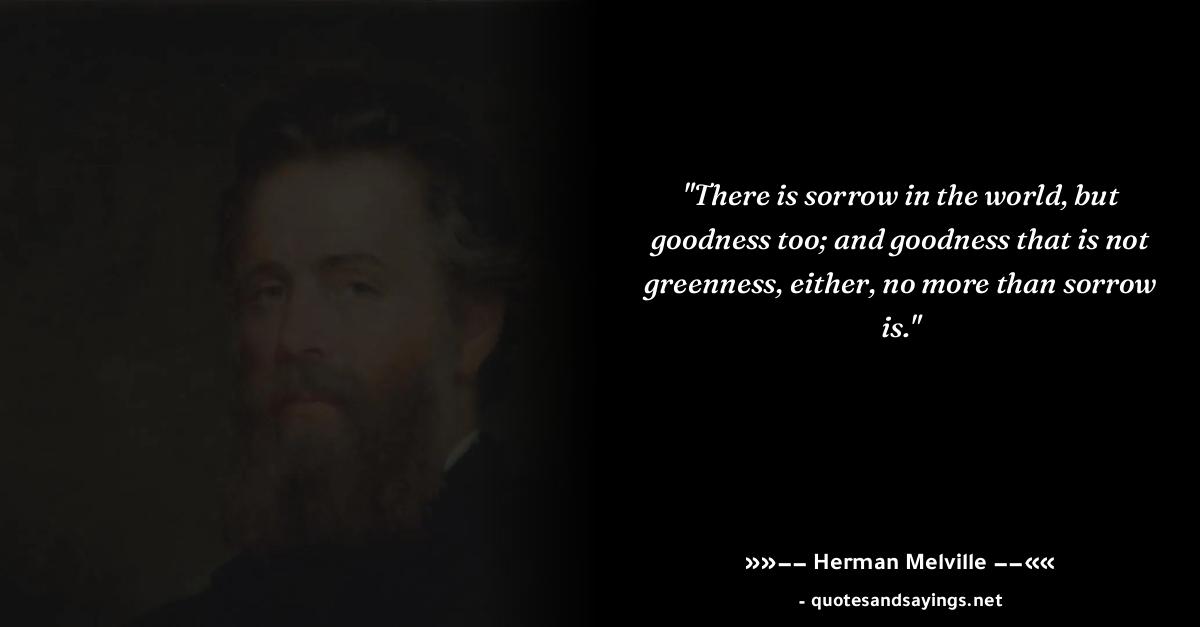 "There is sorrow in the world, but
goodness too; and goodness that is not
greenness, either, no more than sorrow
is."
»»−− Herman Melville −−««
- quotesandsayings.net